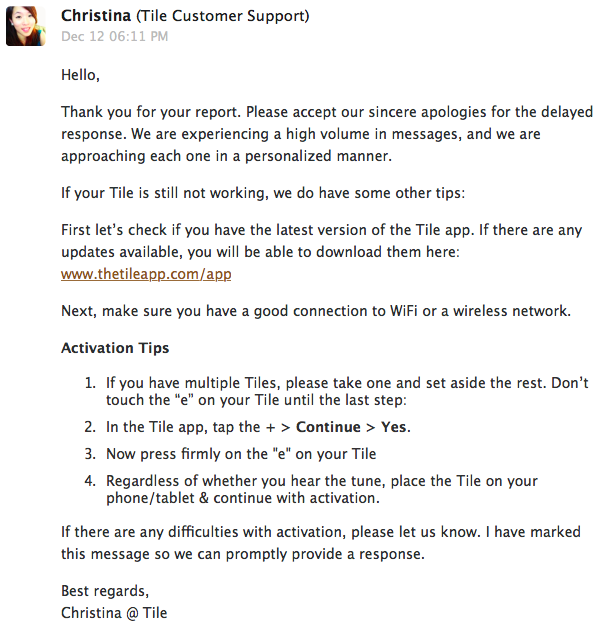 Christina (Tile Customer Support)
Dec 12 06:11 PM
Hello,
Thank you for your report. Please accept our sincere apologies for the delayed
response. We are experiencing a high volume in messages, and we are
approaching each one in a personalized manner.
If your Tile is still not working, we do have some other tips:
First let’s check if you have the latest version of the Tile app. If there are any
updates available, you will be able to download them here:
www.thetileapp.com/app
Next, make sure you have a good connection to WiFi or a wireless network.
Activation Tips
1. If you have multiple Tiles, please take one and set aside the rest. Don’t
touch the “e” on your Tile until the last step:
2. In the Tile app, tap the + > Continue > Yes.
3. Now press firmly on the "e" on your Tile
4. Regardless of whether you hear the tune, place the Tile on your
phone/tablet & continue with activation.
If there are any difficulties with activation, please let us know. I have marked
this message so we can promptly provide a response.
Best regards,
Christina @ Tile